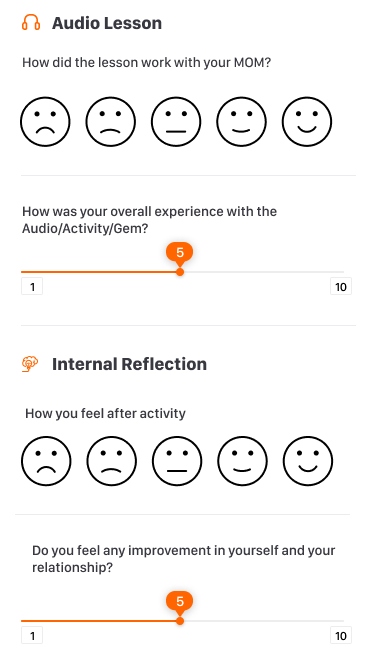 Audio Lesson
How did the lesson work with your MOM?
How was your overall experience with the
Audio/Activity/Gem?
5
1 10
Internal Reflection
How you feel after activity
Do you feel any improvement in yourself and your
relationship?
5
1 10